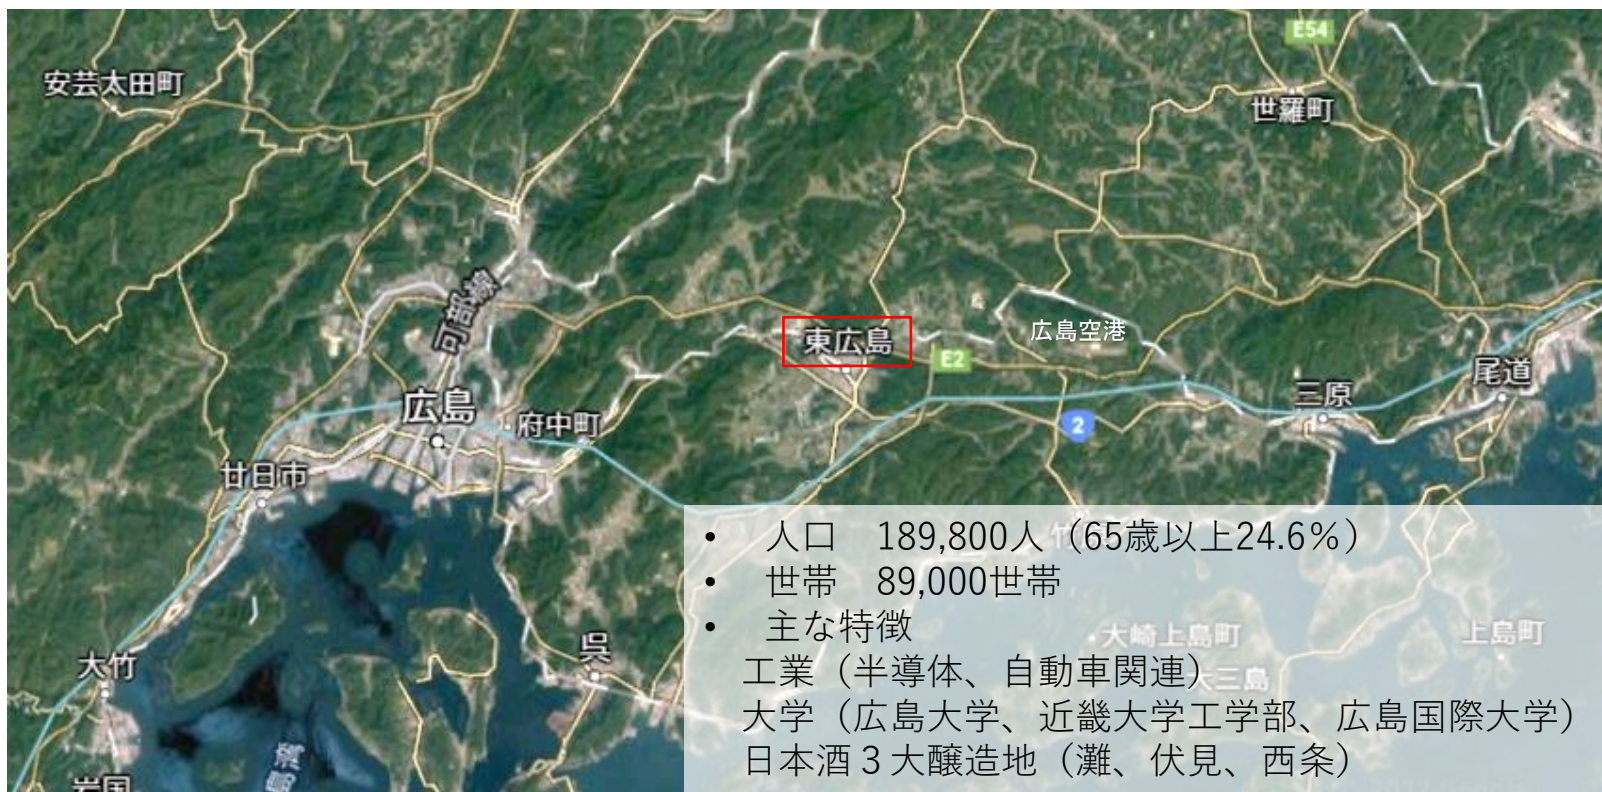 E54
安芸太田町
世羅町
可部線
東広島
広島空港
E2
尾道
三原
広島
府中町
2
廿日市
• 人口　189,800人（65歳以上24.6％）
• 世帯　89,000世帯
• 主な特徴
大崎上島町
上島町
呉
工業（半導体、自動車関連）
大三島
大竹
大学（広島大学、近畿大学工学部、広島国際大学）
日本酒３大醸造地（灘、伏見、西条）
島湾
岩国